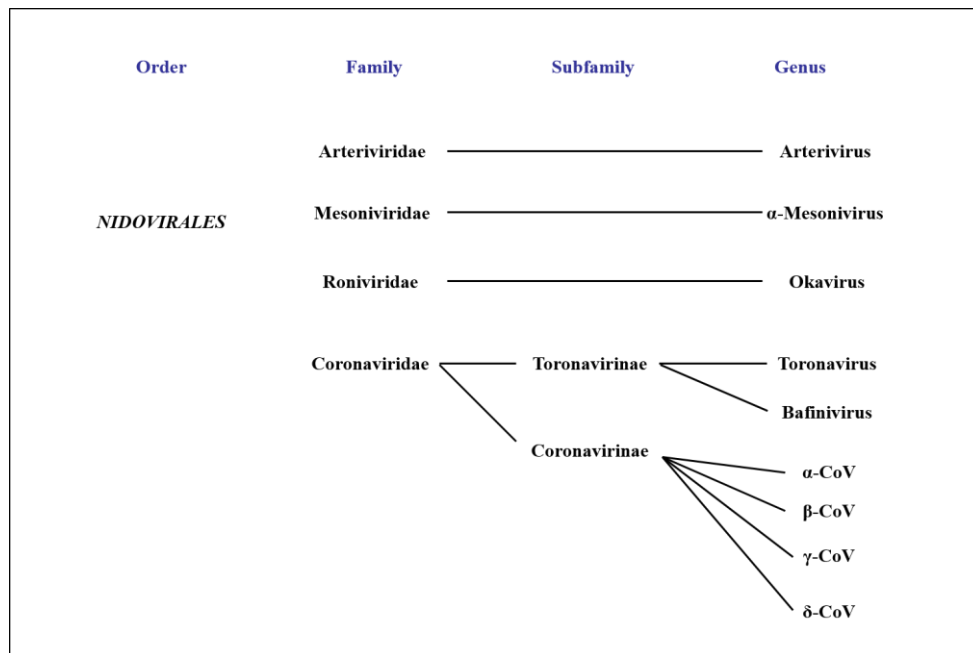 Order Family Subfamily Genus
Arteriviridae Arterivirus
Mesoniviridae α-Mesonivirus
NIDOVIRALES
Roniviridae Okavirus
Coronaviridae Toronavirinae Toronavirus
Bafinivirus
Coronavirinae
α-CoV
β-CoV
γ-CoV
δ-CoV